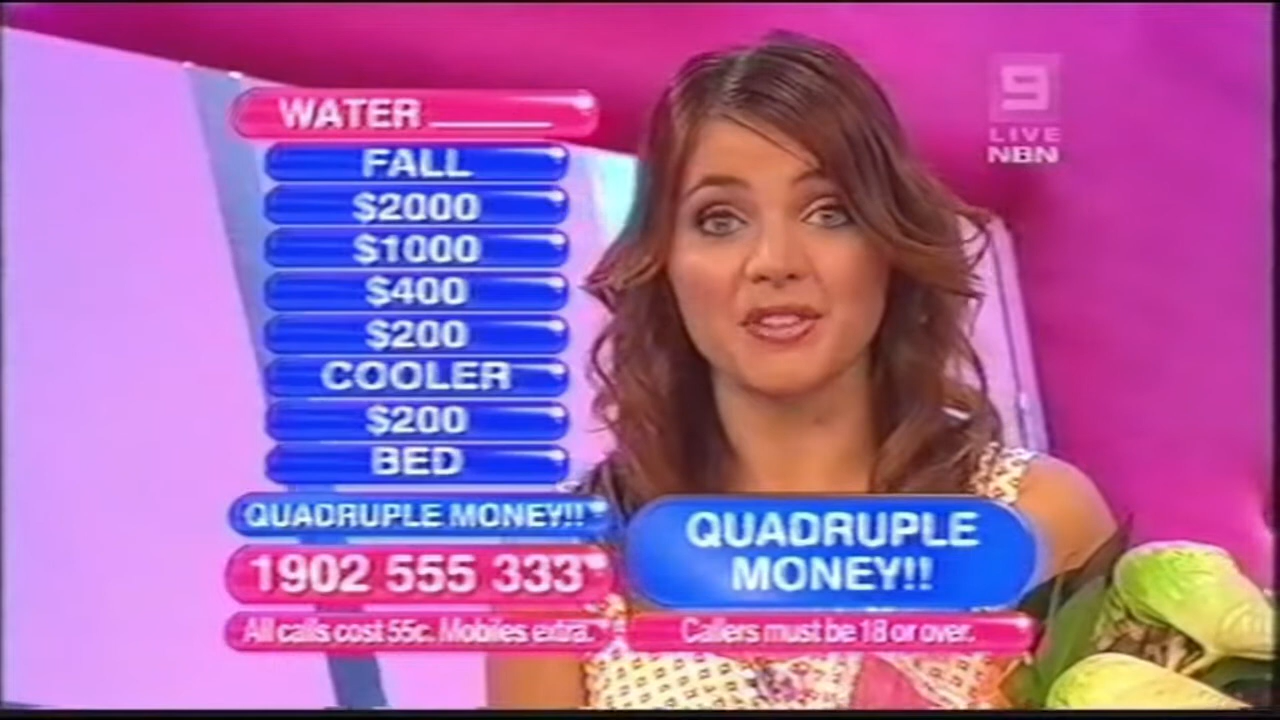 WATER ______
FALL
$2000
$1000
$400
$200
COOLER
$200
BED
QUADRUPLE MONEY!!
1902 555 333
All calls cost 55c. Mobiles extra.
QUADRUPLE
MONEY!!
Callers must be 18 or over.
9
LIVE
NBN